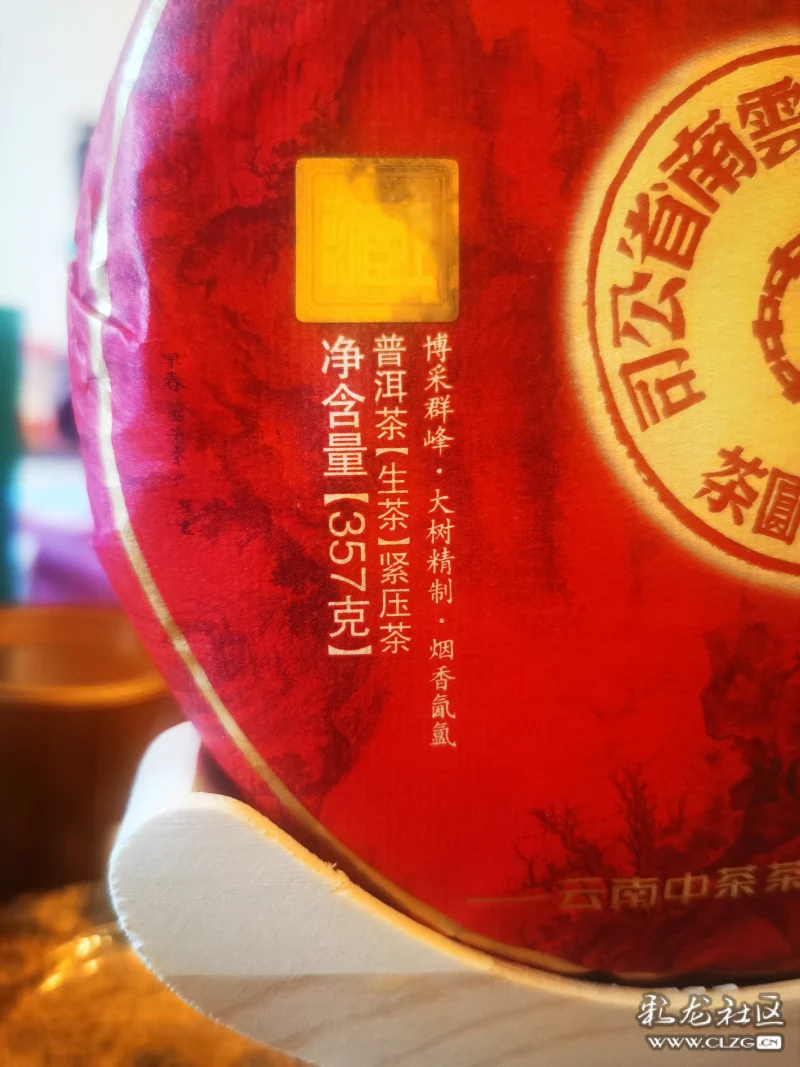 雲南省公司
茶圓
博采群峰·大树精制·烟香氤氲
普洱茶【生茶】紧压茶
净含量【357克】
早春
——云南中茶茶
彩龙社区
WWW.CLZG.CN